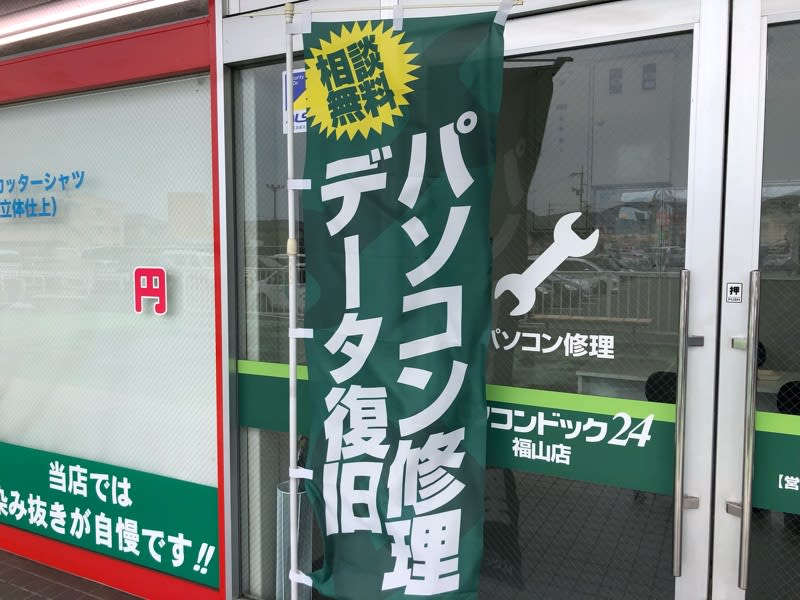 相談
無料
パソコン修理
データ復旧
カッターシャツ
立体仕上)
円
当店では
染み抜きが自慢です!!
パソコン修理
ソコンドック24
福山店
押
PUSH
【営